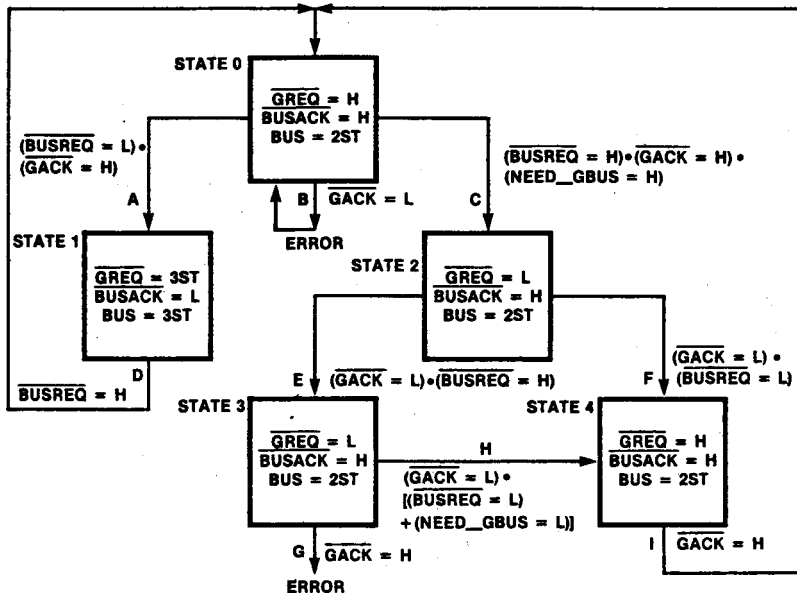 STATE 0
GREQ = H
BUSACK = H
BUS = 2ST
(BUSREQ = L)•
(GACK = H)
A
B
GACK = L
ERROR
(BUSREQ = H)•(GACK = H)•
(NEED__GBUS = H)
C
STATE 1
GREQ = 3ST
BUSACK = L
BUS = 3ST
D
BUSREQ = H
STATE 2
GREQ = L
BUSACK = H
BUS = 2ST
E
(GACK = L)•(BUSREQ = H)
F
(GACK = L)•
(BUSREQ = L)
STATE 3
GREQ = L
BUSACK = H
BUS = 2ST
H
(GACK = L)•
[(BUSREQ = L)
+(NEED__GBUS = L)]
G
GACK = H
ERROR
STATE 4
GREQ = H
BUSACK = H
BUS = 2ST
I
GACK = H